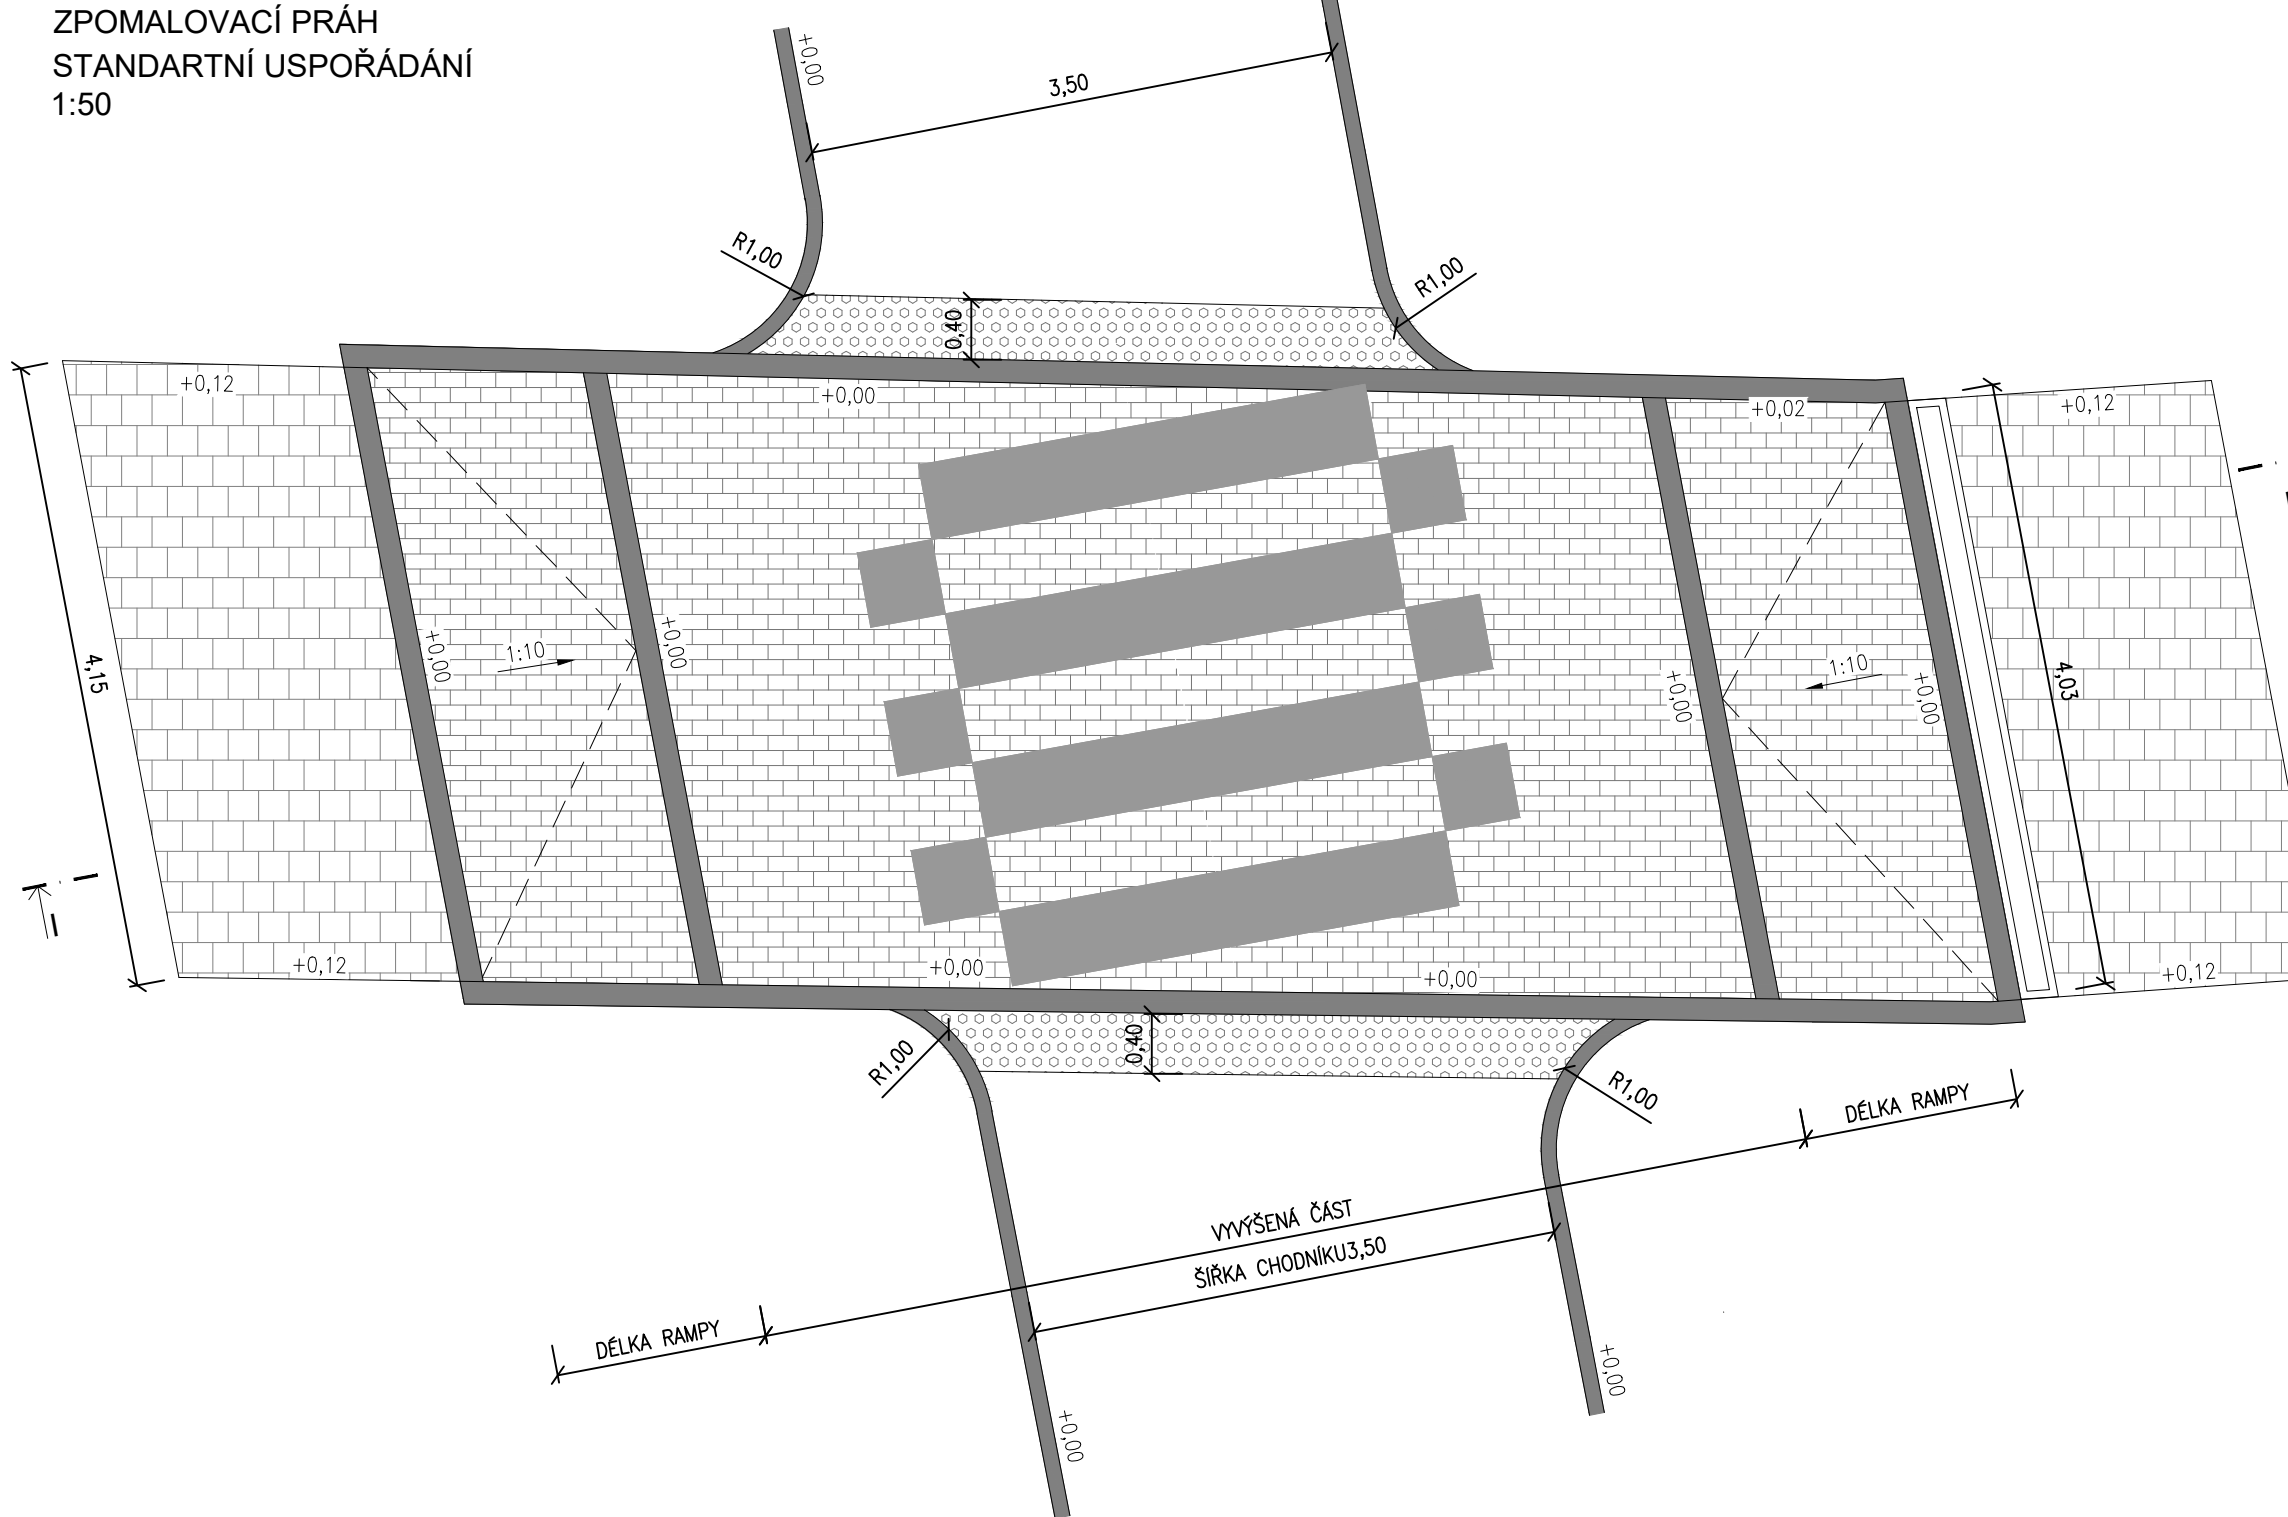 ZPOMALOVACÍ PRÁH
STANDARTNÍ USPOŘÁDÁNÍ
1:50
+0,00
3,50
R1,00
R1,00
0,40
+0,12
+0,00
+0,02
+0,12
4,15
+0,00
1:10
+0,00
+0,00
1:10
+0,00
4,03
+0,12
+0,00
+0,00
+0,12
R1,00
0,40
R1,00
DÉLKA RAMPY
VYVÝŠENÁ ČÁST
ŠÍŘKA CHODNÍKU3,50
DÉLKA RAMPY
+0,00
+0,00